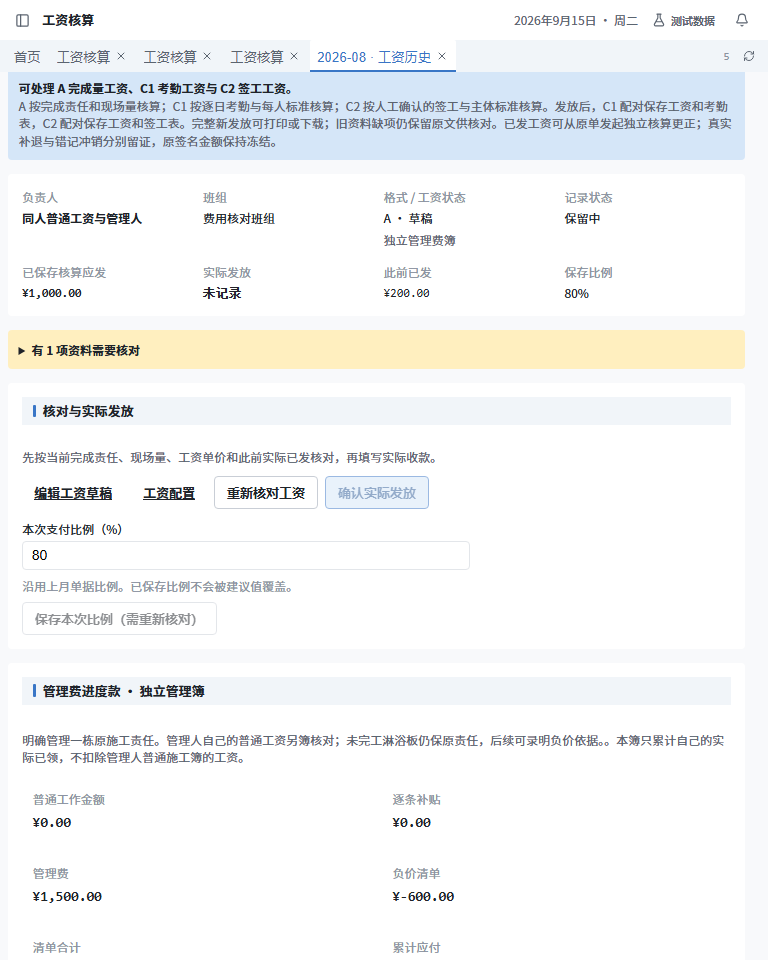 工资核算
2026年9月15日 · 周二
测试数据
首页
工资核算 ×
工资核算 ×
工资核算 ×
2026-08 · 工资历史 ×
5
可处理 A 完成量工资、C1 考勤工资与 C2 签工工资。
A 按完成责任和现场量核算；C1 按逐日考勤与每人标准核算；C2 按人工确认的签工与主体标准核算。发放后，C1 配对保存工资和考勤
表，C2 配对保存工资和签工表。完整新发放可打印或下载；旧资料缺项仍保留原文供核对。已发工资可从原单发起独立核算更正；真实
补退与错记冲销分别留证，原签名金额保持冻结。
负责人
班组
格式 / 工资状态
记录状态
同人普通工资与管理人
费用核对班组
A · 草稿
保留中
独立管理费簿
已保存核算应发
实际发放
此前已发
保存比例
¥1,000.00
未记录
¥200.00
80%
▶ 有 1 项资料需要核对
核对与实际发放
先按当前完成责任、现场量、工资单价和此前实际已发核对，再填写实际收款。
编辑工资草稿
工资配置
重新核对工资
确认实际发放
本次支付比例（%）
80
沿用上月单据比例。已保存比例不会被建议值覆盖。
保存本次比例（需重新核对）
管理费进度款 · 独立管理簿
明确管理一栋原施工责任。管理人自己的普通工资另簿核对；未完工淋浴板仍保原责任，后续可录明负价依据。。本簿只累计自己的实
际已领，不扣除管理人普通施工簿的工资。
普通工作金额
逐条补贴
¥0.00
¥0.00
管理费
负价清单
¥1,500.00
¥-600.00
清单合计
累计应付